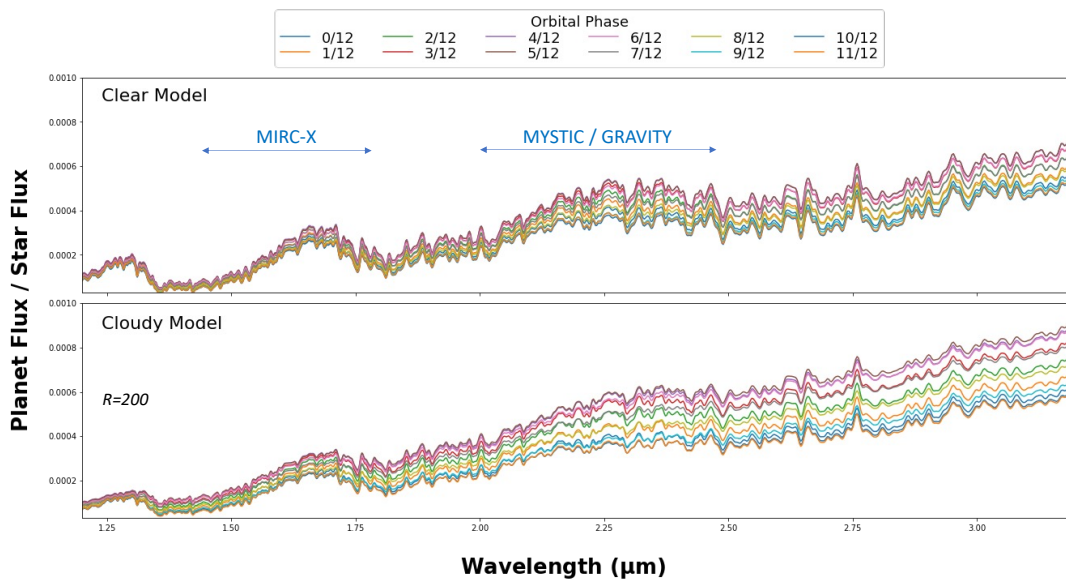 Orbital Phase
0/12 2/12 4/12 6/12 8/12 10/12
1/12 3/12 5/12 7/12 9/12 11/12
Planet Flux / Star Flux
0.0010
0.0008
0.0006
0.0004
0.0002
Clear Model
MIRC-X
MYSTIC / GRAVITY
0.0010
0.0008
0.0006
0.0004
0.0002
Cloudy Model
R=200
1.25 1.50 1.75 2.00 2.25 2.50 2.75 3.00
Wavelength (μm)